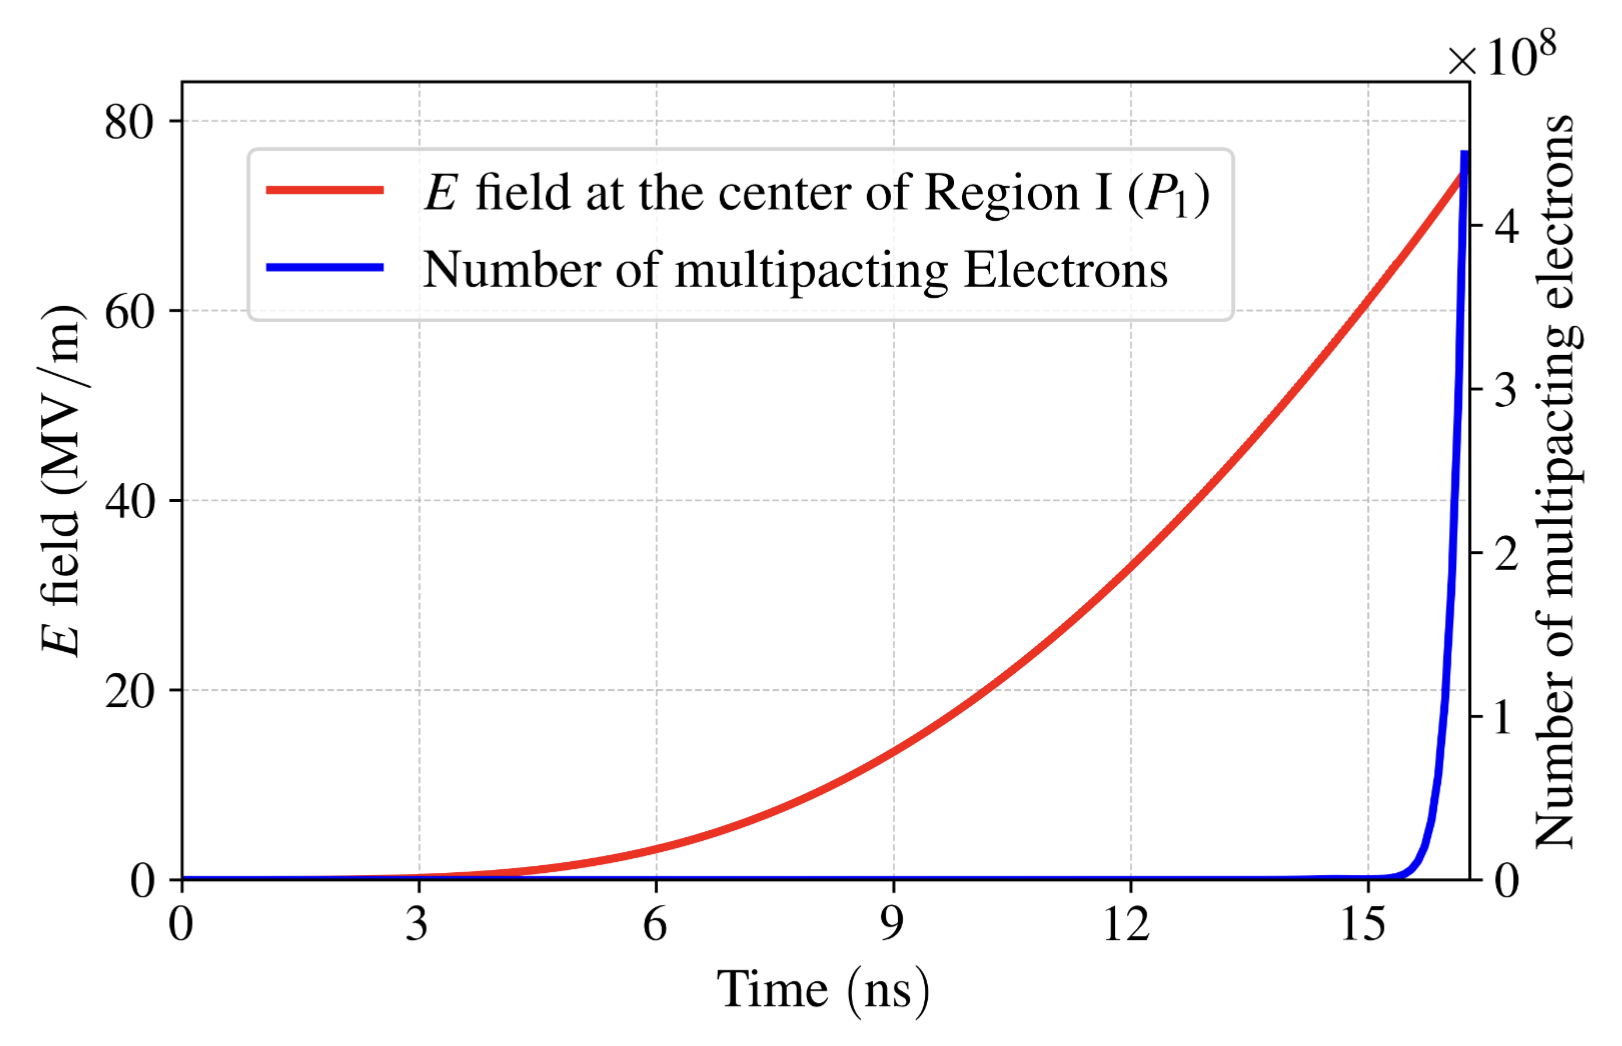 ×10⁸
80
60
40
20
0
E field (MV/m)
E field at the center of Region I (P₁)
Number of multipacting Electrons
4
3
2
1
0
Number of multipacting electrons
0 3 6 9 12 15
Time (ns)